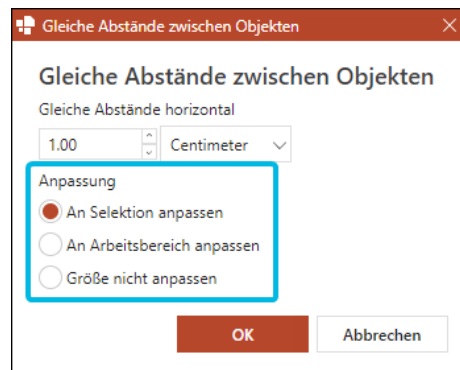 Gleiche Abstände zwischen Objekten
Gleiche Abstände zwischen Objekten
Gleiche Abstände horizontal
1.00 Centimeter
Anpassung
An Selektion anpassen
An Arbeitsbereich anpassen
Größe nicht anpassen
OK Abbrechen